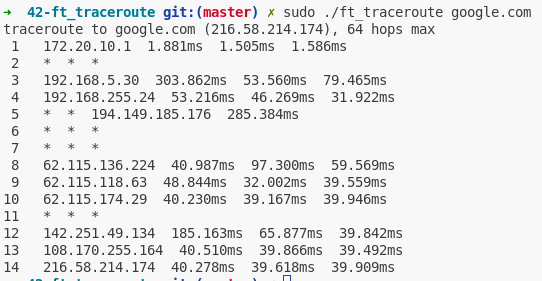 → 42-ft_traceroute git:(master) ✗ sudo ./ft_traceroute google.com
traceroute to google.com (216.58.214.174), 64 hops max
1 172.20.10.1 1.881ms 1.505ms 1.586ms
2 * * *
3 192.168.5.30 303.862ms 53.560ms 79.465ms
4 192.168.255.24 53.216ms 46.269ms 31.922ms
5 * * 194.149.185.176 285.384ms
6 * * *
7 * * *
8 62.115.136.224 40.987ms 97.300ms 59.569ms
9 62.115.118.63 48.844ms 32.002ms 39.559ms
10 62.115.174.29 40.230ms 39.167ms 39.946ms
11 * * *
12 142.251.49.134 185.163ms 65.877ms 39.842ms
13 108.170.255.164 40.510ms 39.866ms 39.492ms
14 216.58.214.174 40.278ms 39.618ms 39.909ms